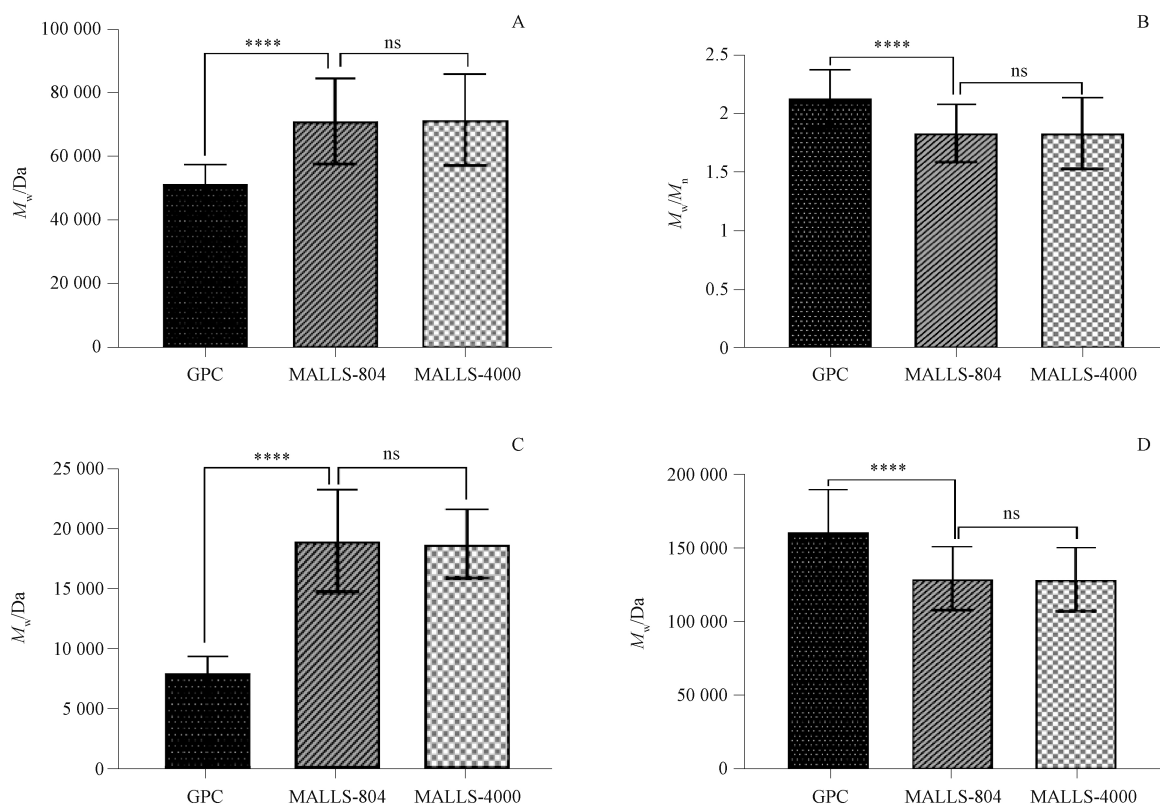 A
100 000
80 000
60 000
40 000
20 000
0
Mw/Da
****
ns
GPC MALLS-804 MALLS-4000
B
2.5
2
1.5
1
0.5
0
Mw/Mn
****
ns
GPC MALLS-804 MALLS-4000
C
25 000
20 000
15 000
10 000
5 000
0
Mw/Da
****
ns
GPC MALLS-804 MALLS-4000
D
200 000
150 000
100 000
50 000
0
Mw/Da
****
ns
GPC MALLS-804 MALLS-4000